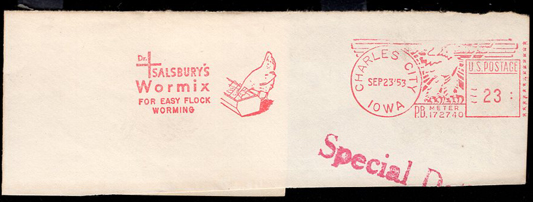 Dr.
SALSBURY'S
Wormix
FOR EASY FLOCK
WORMING
CHARLES CITY
IOWA
SEP 23 '53
U.S. POSTAGE
23
P.B. METER
172740
Special